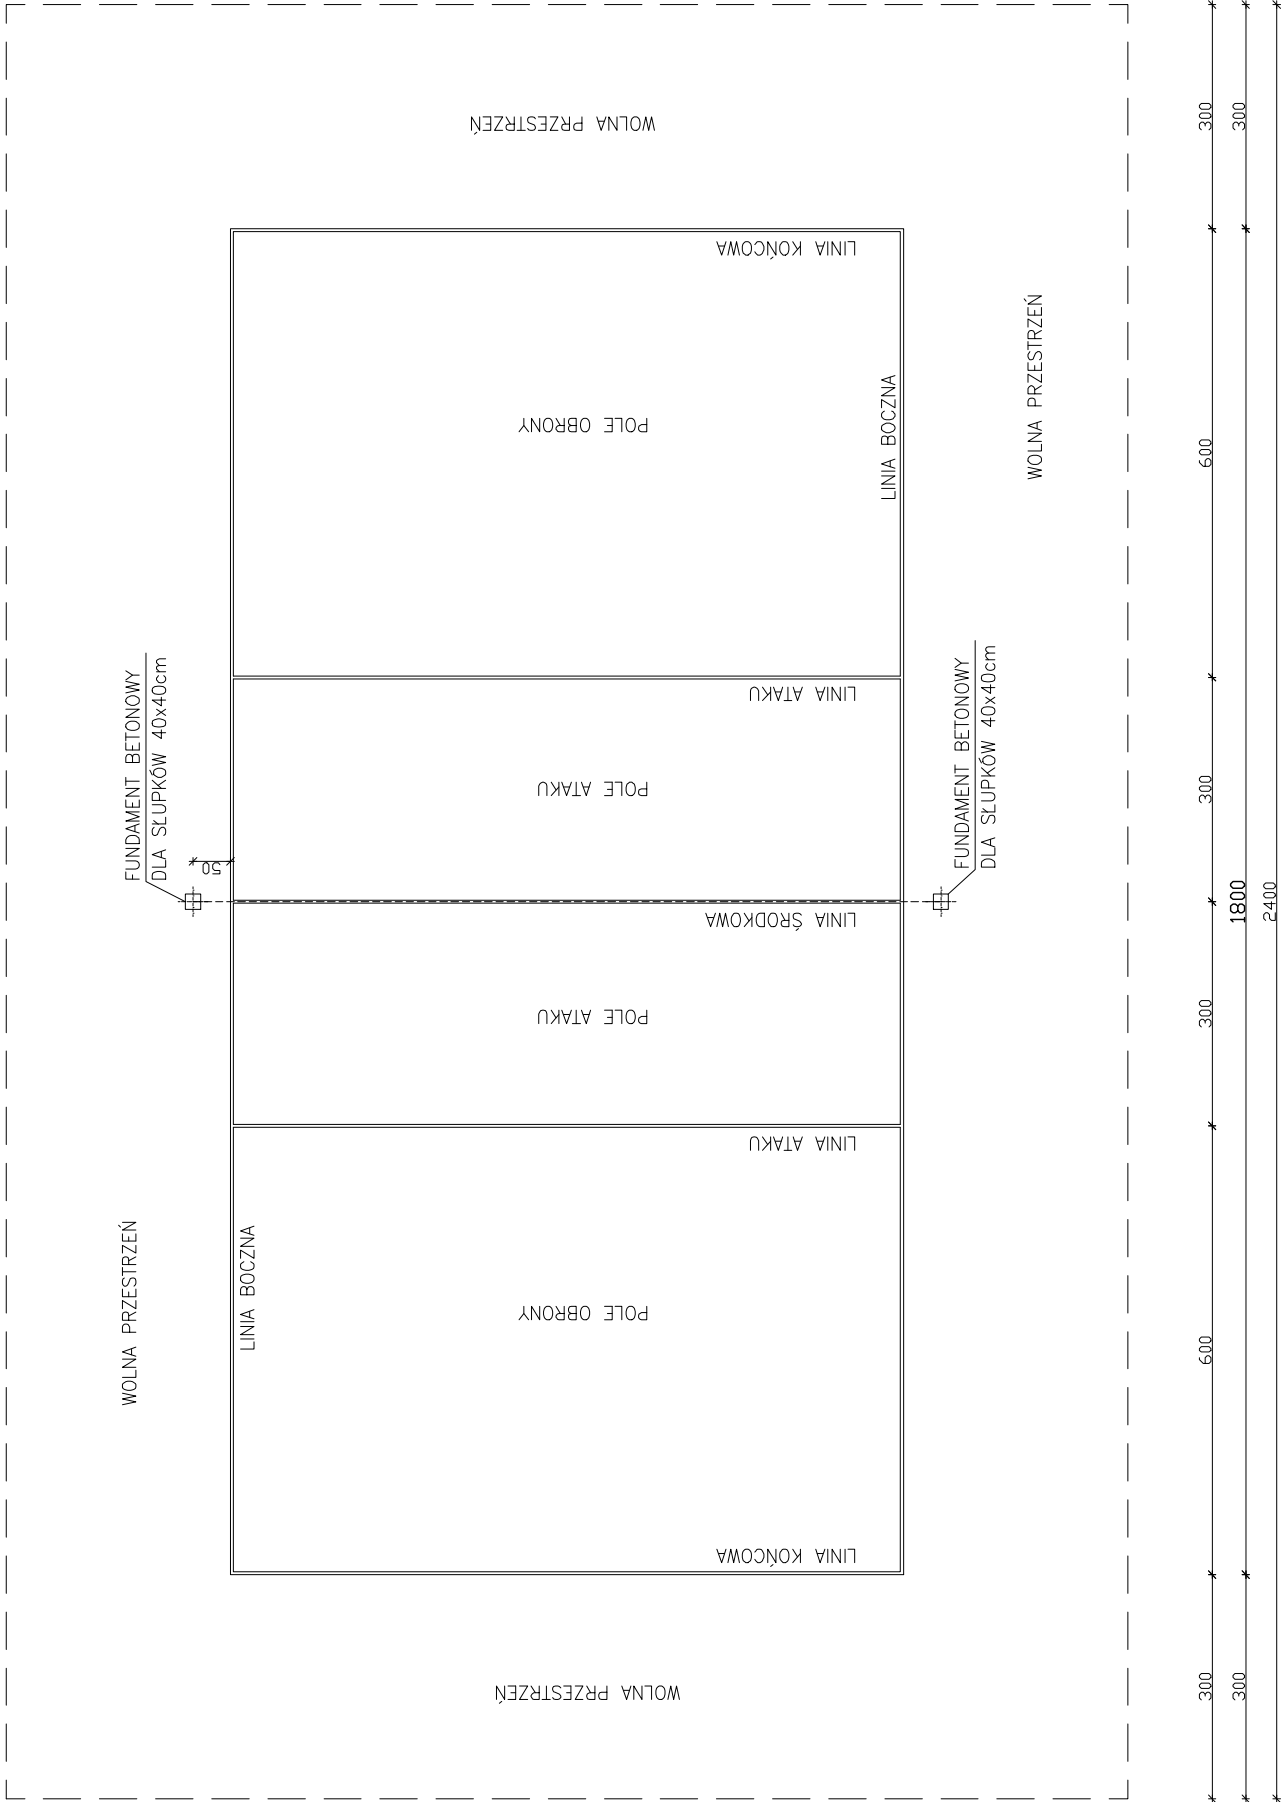 WOLNA PRZESTRZEŃ
LINIA KOŃCOWA
WOLNA PRZESTRZEŃ
POLE OBRONY
LINIA BOCZNA
FUNDAMENT BETONOWY
DLA SŁUPKÓW 40x40cm
LINIA ATAKU
FUNDAMENT BETONOWY
DLA SŁUPKÓW 40x40cm
POLE ATAKU
50
LINIA ŚRODKOWA
POLE ATAKU
LINIA ATAKU
WOLNA PRZESTRZEŃ
LINIA BOCZNA
POLE OBRONY
LINIA KOŃCOWA
WOLNA PRZESTRZEŃ
300
600
300
300
600
300
300
1800
300
2400